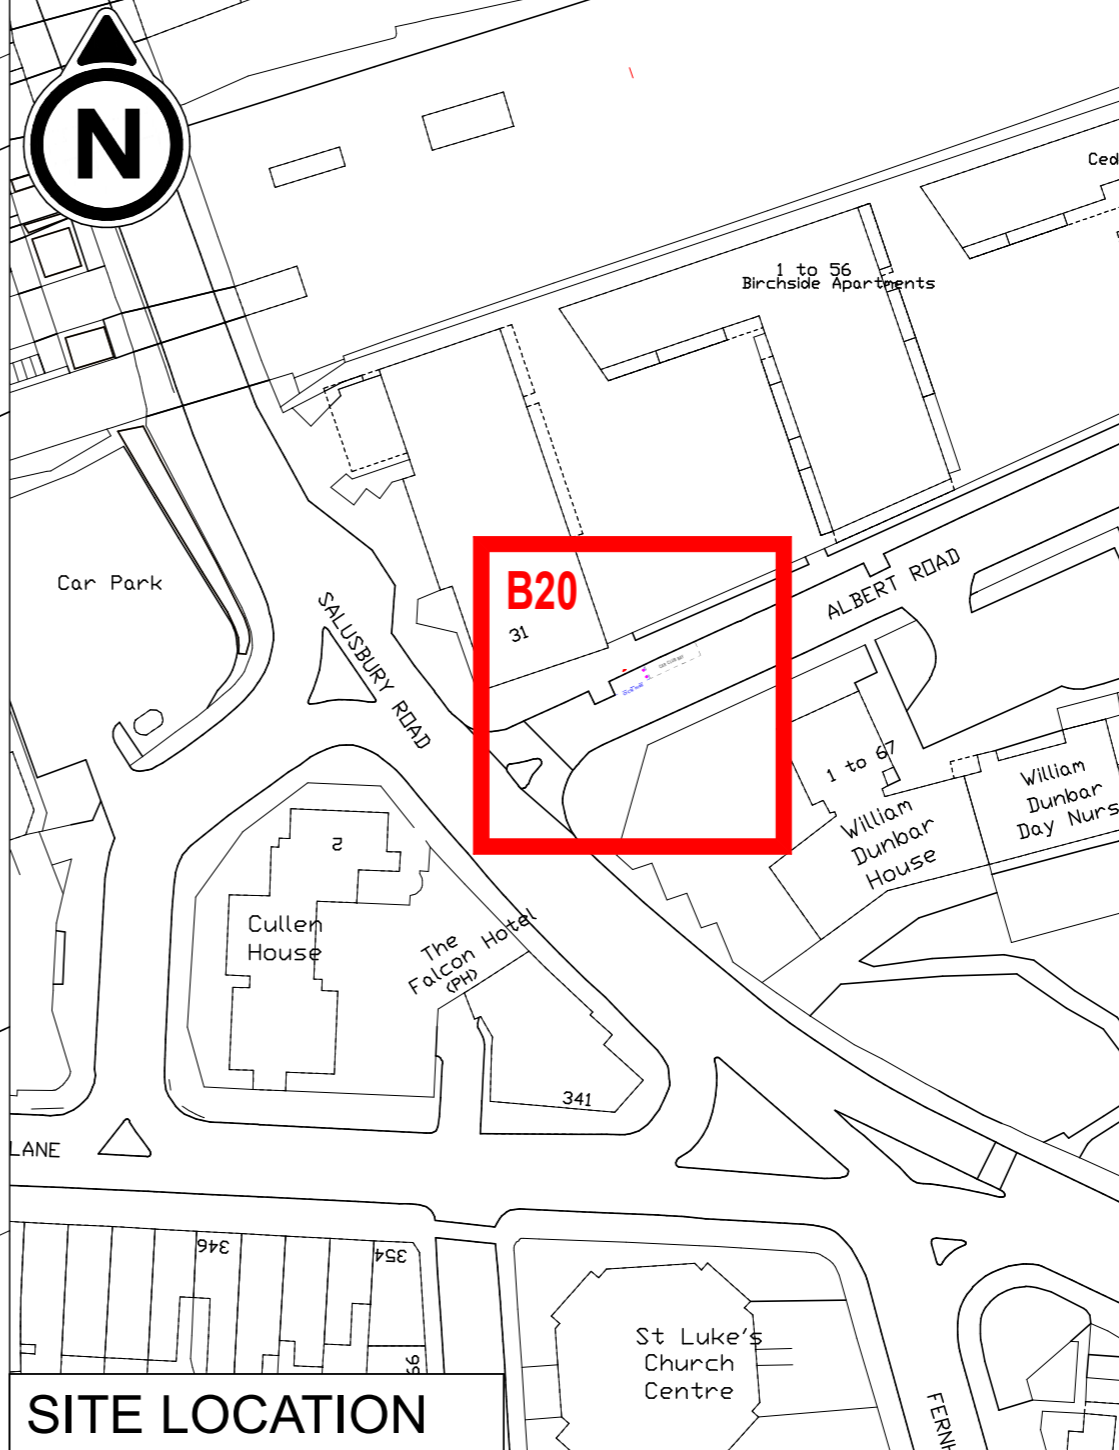 N
Ced
1 to 56
Birchside Apartments
Car Park
B20
31
SALUSBURY ROAD
ALBERT ROAD
1 to 67
William
Dunbar
House
William
Dunbar
Day Nurs
2
Cullen
House
The
Falcon Hotel
(PH)
341
LANE
346
354
St Luke's
Church
Centre
SITE LOCATION